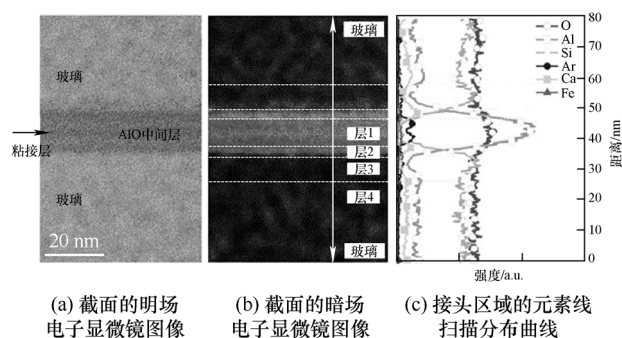 玻璃
AlO中间层
粘接层
玻璃
20 nm
玻璃
层1
层2
层3
层4
玻璃
O
Al
Si
Ar
Ca
Fe
80
70
60
50
40
30
20
10
0
距离/nm
强度/a.u.
(a) 截面的明场
电子显微镜图像
(b) 截面的暗场
电子显微镜图像
(c) 接头区域的元素线
扫描分布曲线